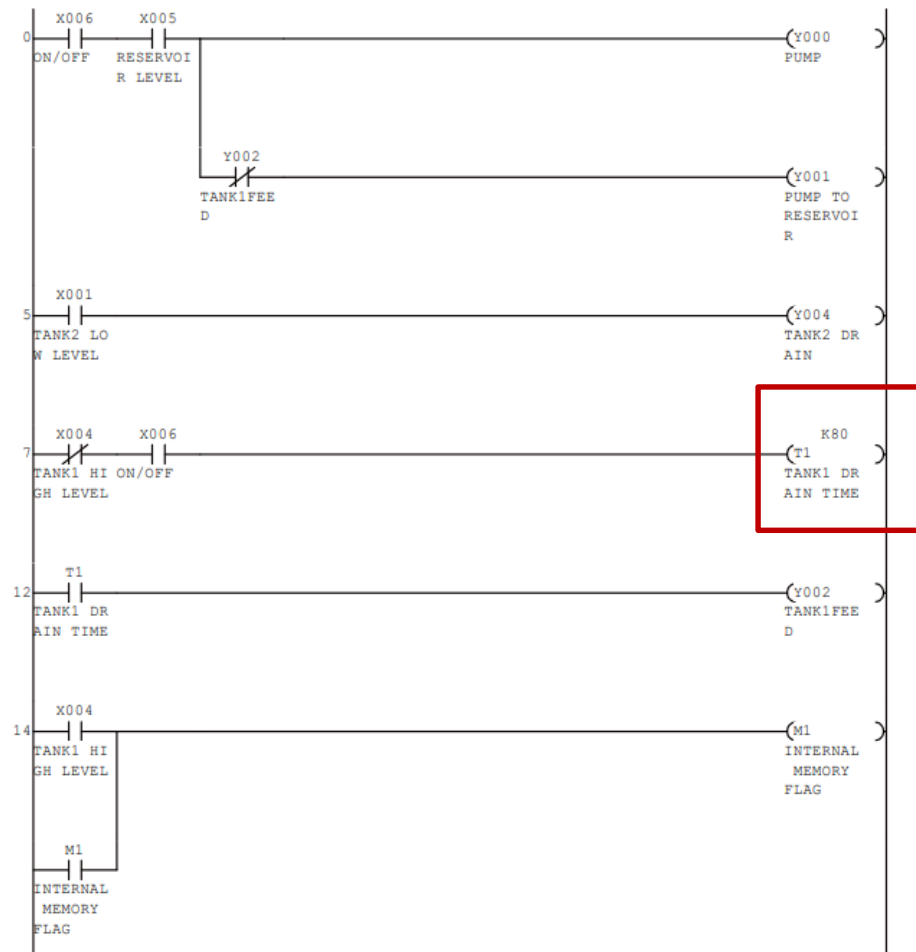 X006 X005
0 Y000
ON/OFF RESERVOI PUMP
R LEVEL
Y002
Y001
TANK1FEE PUMP TO
D RESERVOI
R
X001
5 Y004
TANK2 LO TANK2 DR
W LEVEL AIN
X004 X006 K80
7 T1
TANK1 HI ON/OFF TANK1 DR
GH LEVEL AIN TIME
T1
12 Y002
TANK1 DR TANK1FEE
AIN TIME D
X004
14 M1
TANK1 HI INTERNAL
GH LEVEL MEMORY
FLAG
M1
INTERNAL
MEMORY
FLAG